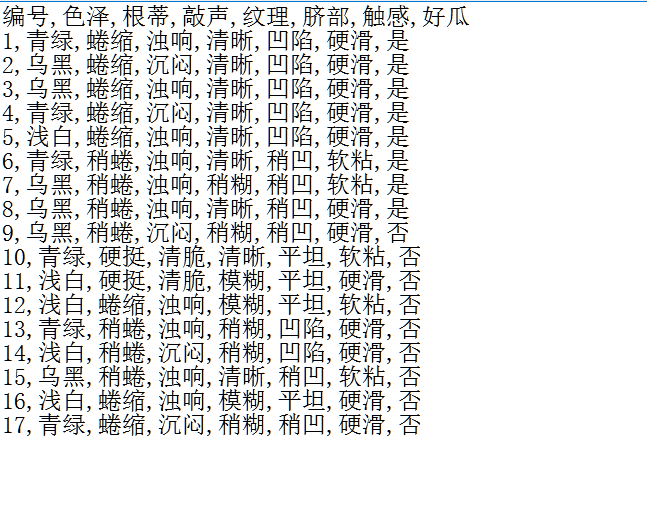 编号,色泽,根蒂,敲声,纹理,脐部,触感,好瓜
1,青绿,蜷缩,浊响,清晰,凹陷,硬滑,是
2,乌黑,蜷缩,沉闷,清晰,凹陷,硬滑,是
3,乌黑,蜷缩,浊响,清晰,凹陷,硬滑,是
4,青绿,蜷缩,沉闷,清晰,凹陷,硬滑,是
5,浅白,蜷缩,浊响,清晰,凹陷,硬滑,是
6,青绿,稍蜷,浊响,清晰,稍凹,软粘,是
7,乌黑,稍蜷,浊响,稍糊,稍凹,软粘,是
8,乌黑,稍蜷,浊响,清晰,稍凹,硬滑,是
9,乌黑,稍蜷,沉闷,稍糊,稍凹,硬滑,否
10,青绿,硬挺,清脆,清晰,平坦,软粘,否
11,浅白,硬挺,清脆,模糊,平坦,硬滑,否
12,浅白,蜷缩,浊响,模糊,平坦,软粘,否
13,青绿,稍蜷,浊响,稍糊,凹陷,硬滑,否
14,浅白,稍蜷,沉闷,稍糊,凹陷,硬滑,否
15,乌黑,稍蜷,浊响,清晰,稍凹,软粘,否
16,浅白,蜷缩,浊响,模糊,平坦,硬滑,否
17,青绿,蜷缩,沉闷,稍糊,稍凹,硬滑,否